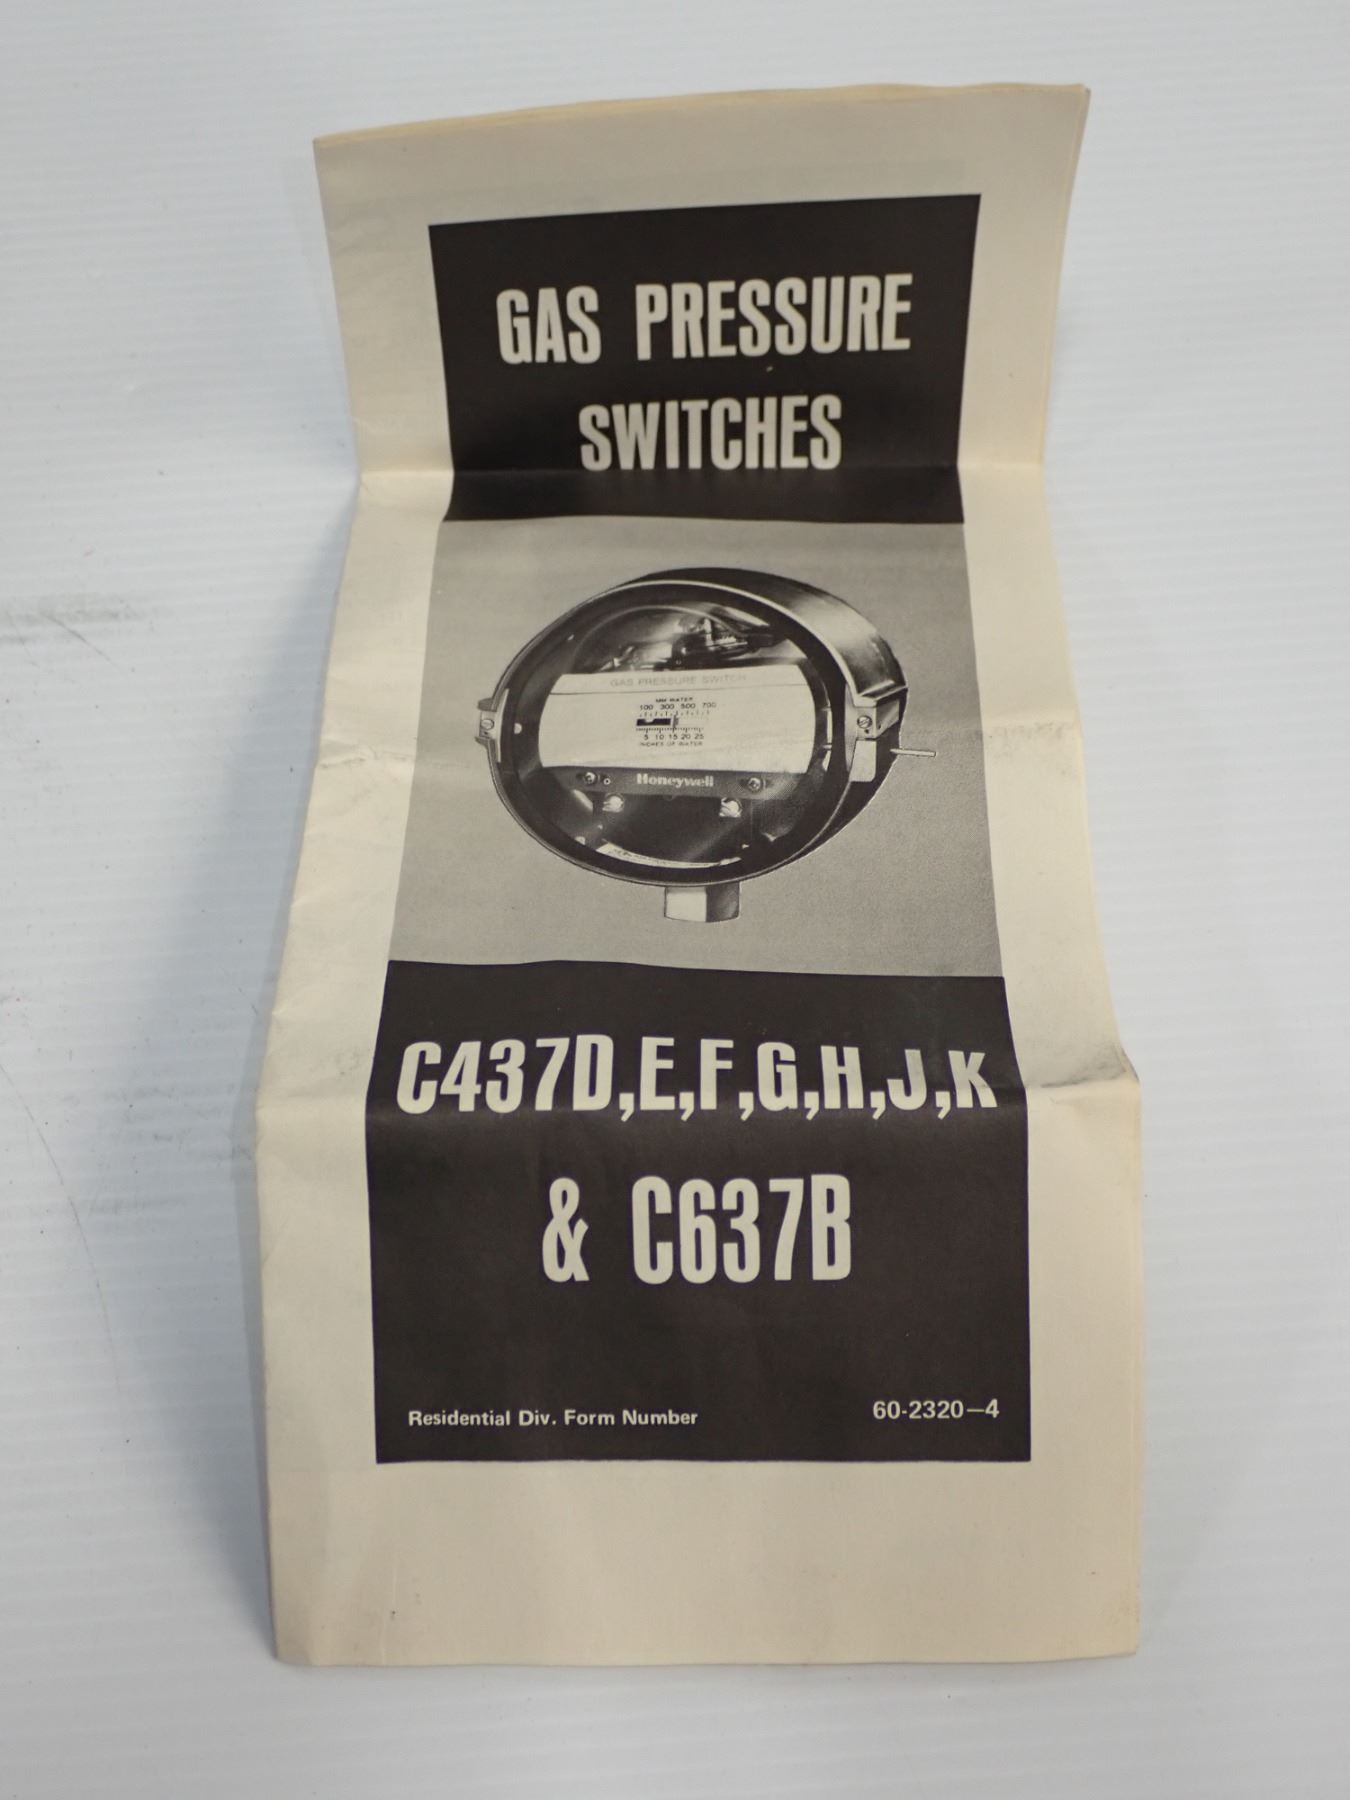 GAS PRESSURE
SWITCHES
GAS PRESSURE SWITCH
MM WATER
100 300 500 700
5 10 15 20 25
INCHES OF WATER
Honeywell
C437D,E,F,G,H,J,K
& C637B
Residential Div. Form Number 60-2320—4